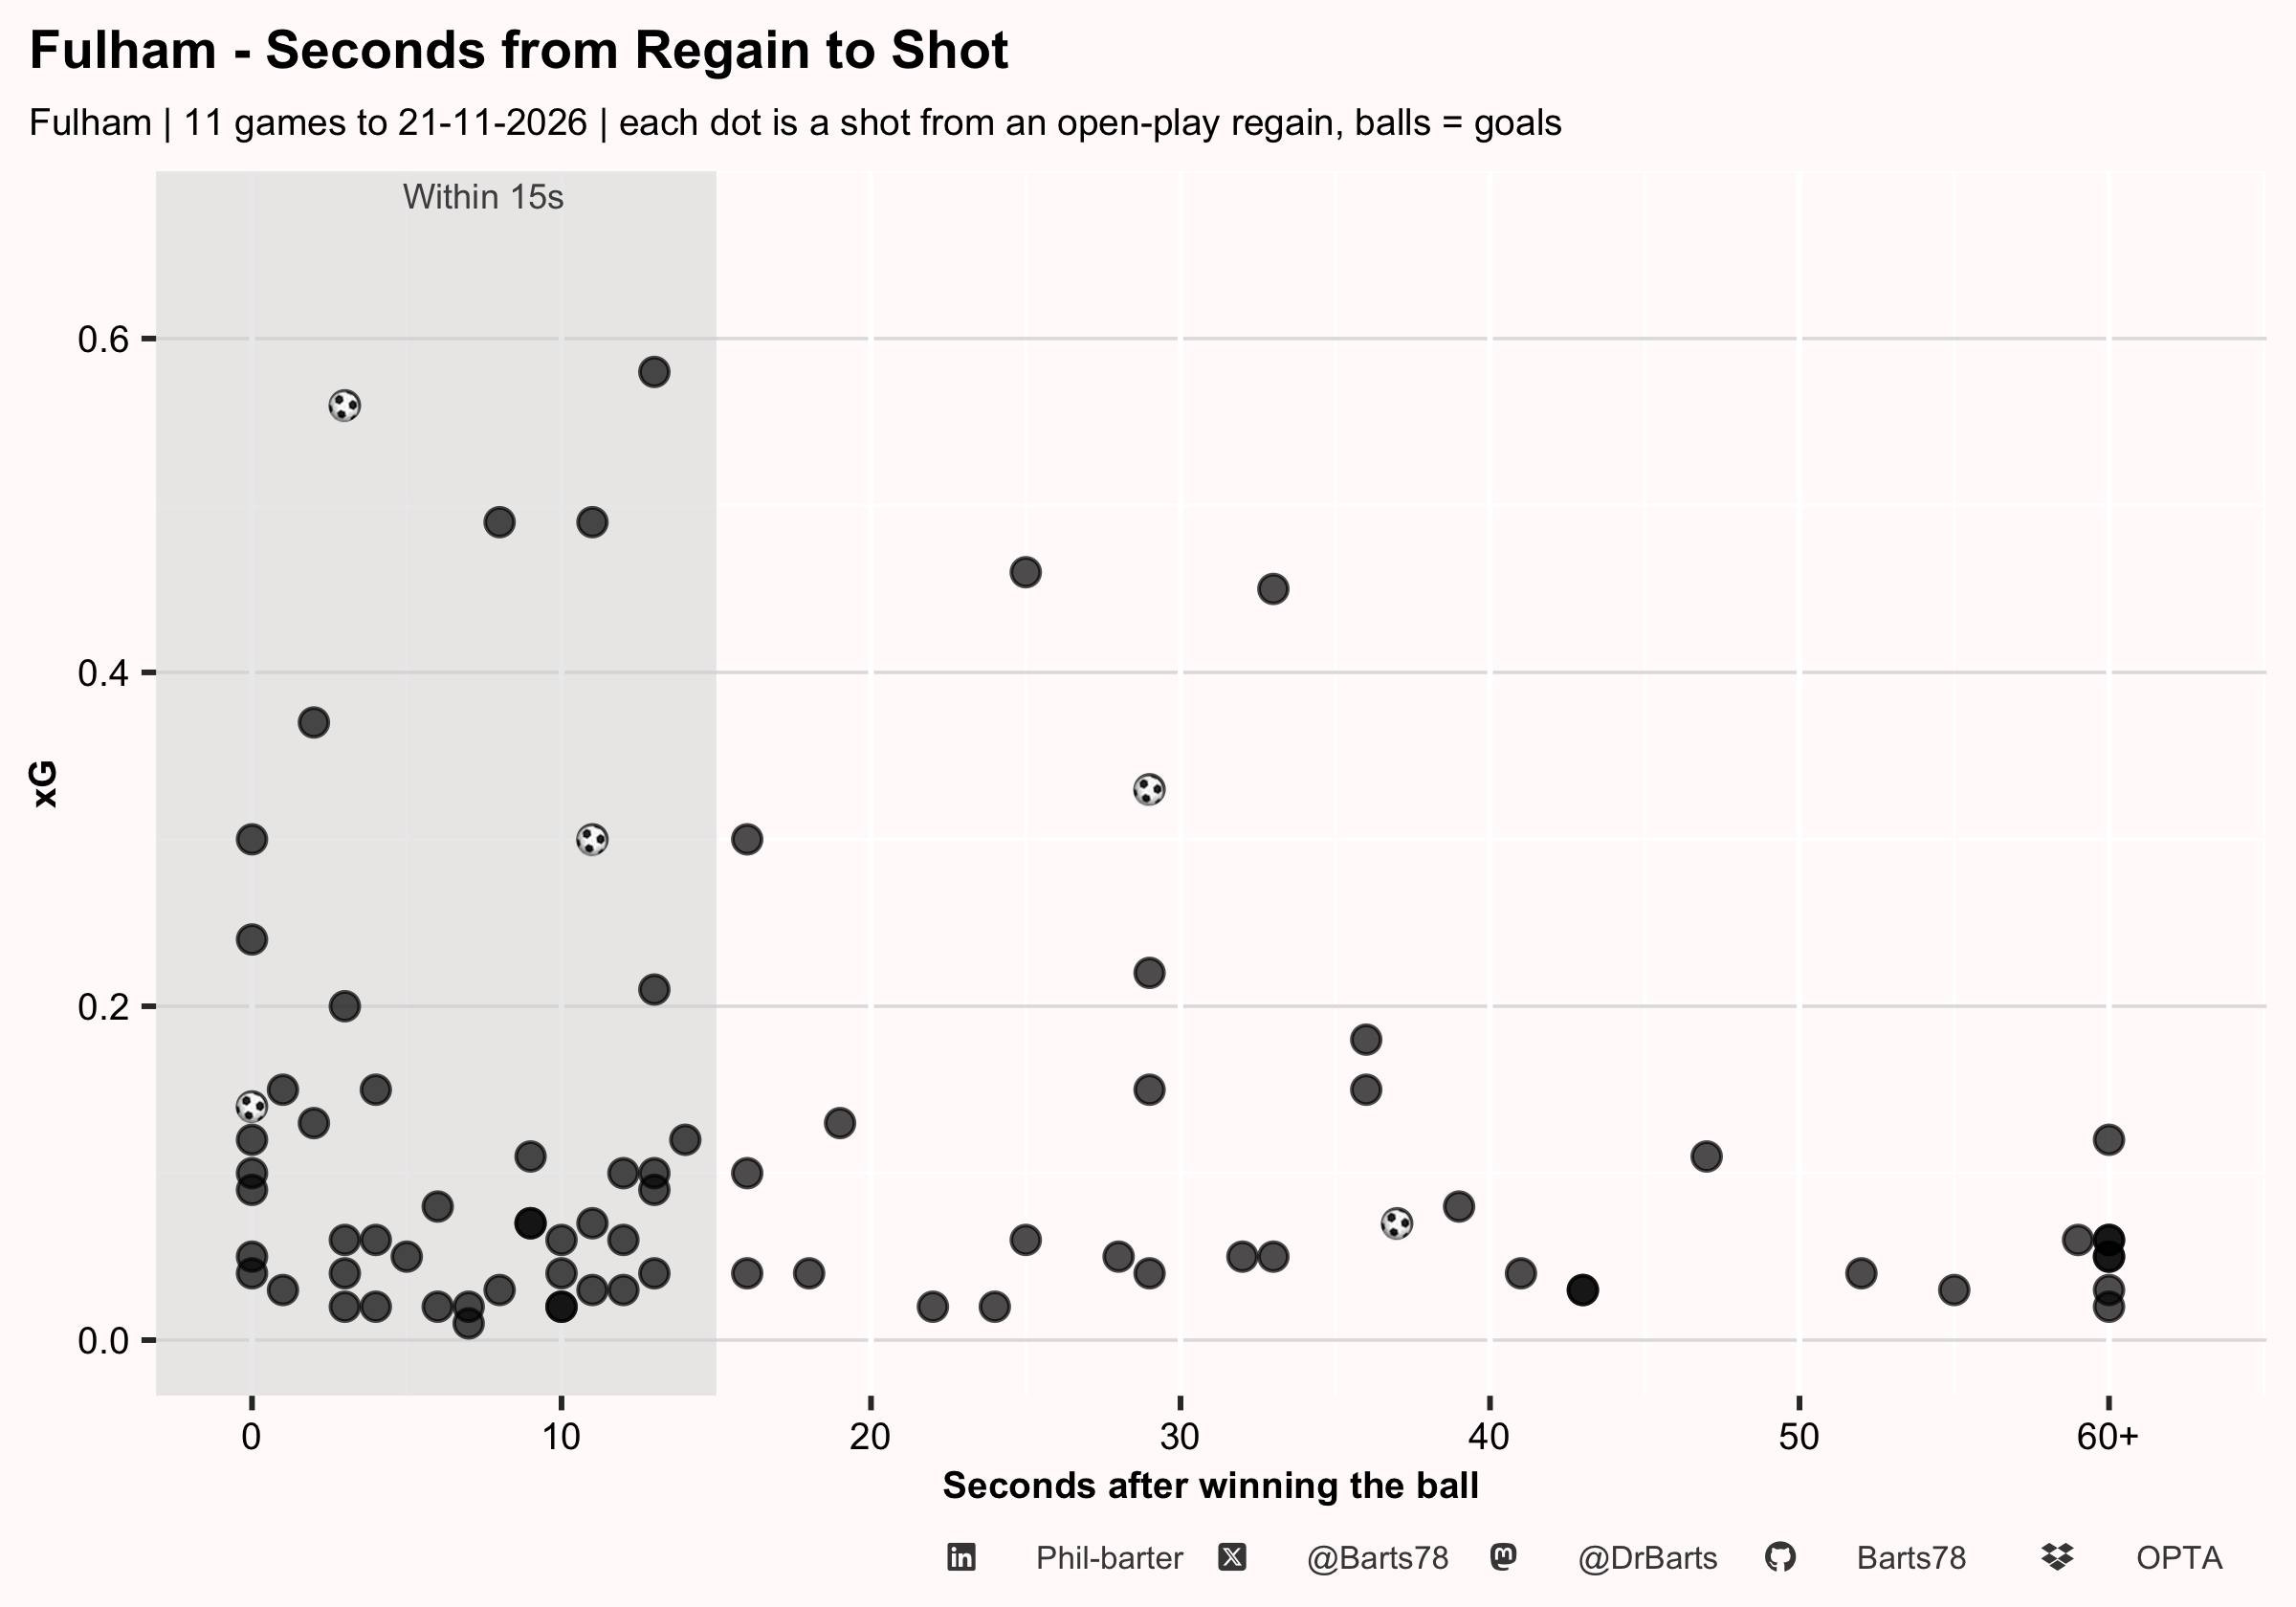 Fulham - Seconds from Regain to Shot
Fulham | 11 games to 21-11-2026 | each dot is a shot from an open-play regain, balls = goals
Within 15s
0.6
0.4
0.2
0.0
xG
0 10 20 30 40 50 60+
Seconds after winning the ball
Phil-barter @Barts78 @DrBarts Barts78 OPTA